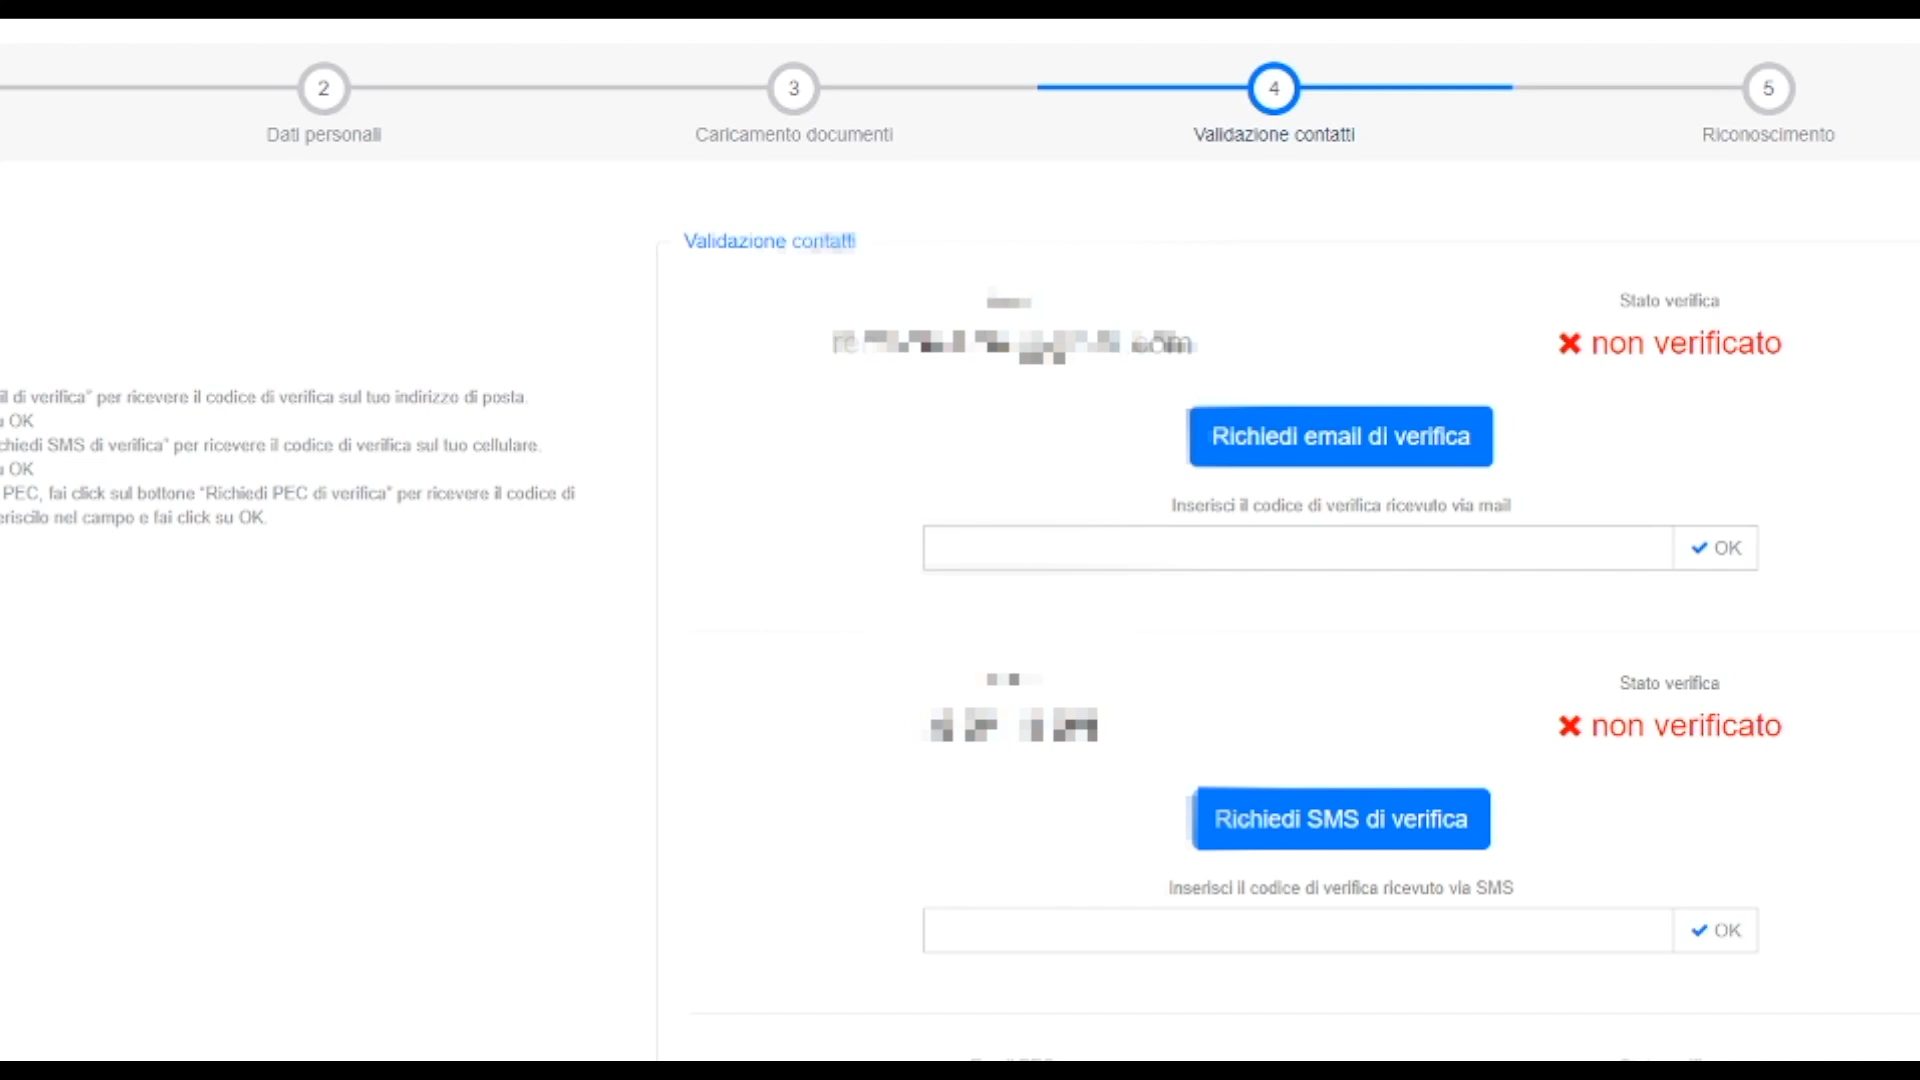 2
3
4
5
Dati personali
Caricamento documenti
Validazione contatti
Riconoscimento
Validazione contatti
Stato verifica
non verificato
il di verifica" per ricevere il codice di verifica sul tuo indirizzo di posta.
OK
chiedi SMS di verifica" per ricevere il codice di verifica sul tuo cellulare.
OK
PEC, fai click sul bottone "Richiedi PEC di verifica" per ricevere il codice di
eriscilo nel campo e fai click su OK.
Richiedi email di verifica
Inserisci il codice di verifica ricevuto via mail
OK
Stato verifica
non verificato
Richiedi SMS di verifica
Inserisci il codice di verifica ricevuto via SMS
OK